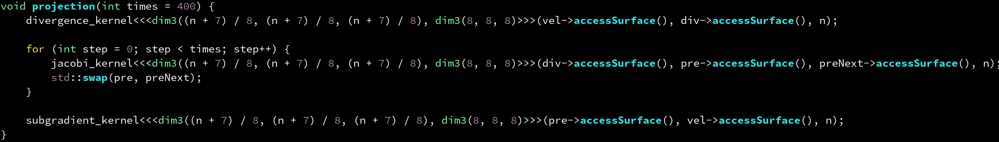 void projection(int times = 400) {
    divergence_kernel<<<dim3((n + 7) / 8, (n + 7) / 8, (n + 7) / 8), dim3(8, 8, 8)>>>(vel->accessSurface(), div->accessSurface(), n);

    for (int step = 0; step < times; step++) {
        jacobi_kernel<<<dim3((n + 7) / 8, (n + 7) / 8, (n + 7) / 8), dim3(8, 8, 8)>>>(div->accessSurface(), pre->accessSurface(), preNext->accessSurface(), n);
        std::swap(pre, preNext);
    }

    subgradient_kernel<<<dim3((n + 7) / 8, (n + 7) / 8, (n + 7) / 8), dim3(8, 8, 8)>>>(pre->accessSurface(), vel->accessSurface(), n);
}